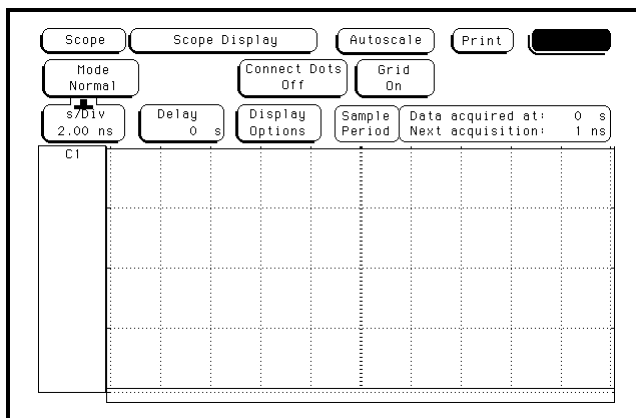 Scope
Scope Display
Autoscale
Print
Mode
Normal
Connect Dots
Off
Grid
On
s/Div
2.00 ns
Delay
0 s
Display
Options
Sample
Period
Data acquired at: 0 s
Next acquisition: 1 ns
C1